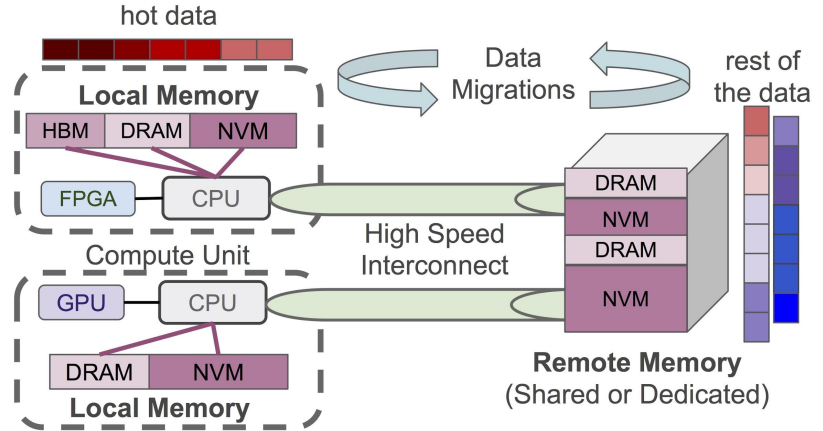 hot data
Local Memory
HBM DRAM NVM
FPGA CPU
Compute Unit
GPU CPU
DRAM NVM
Local Memory
Data
Migrations
High Speed
Interconnect
rest of
the data
DRAM
NVM
DRAM
NVM
Remote Memory
(Shared or Dedicated)